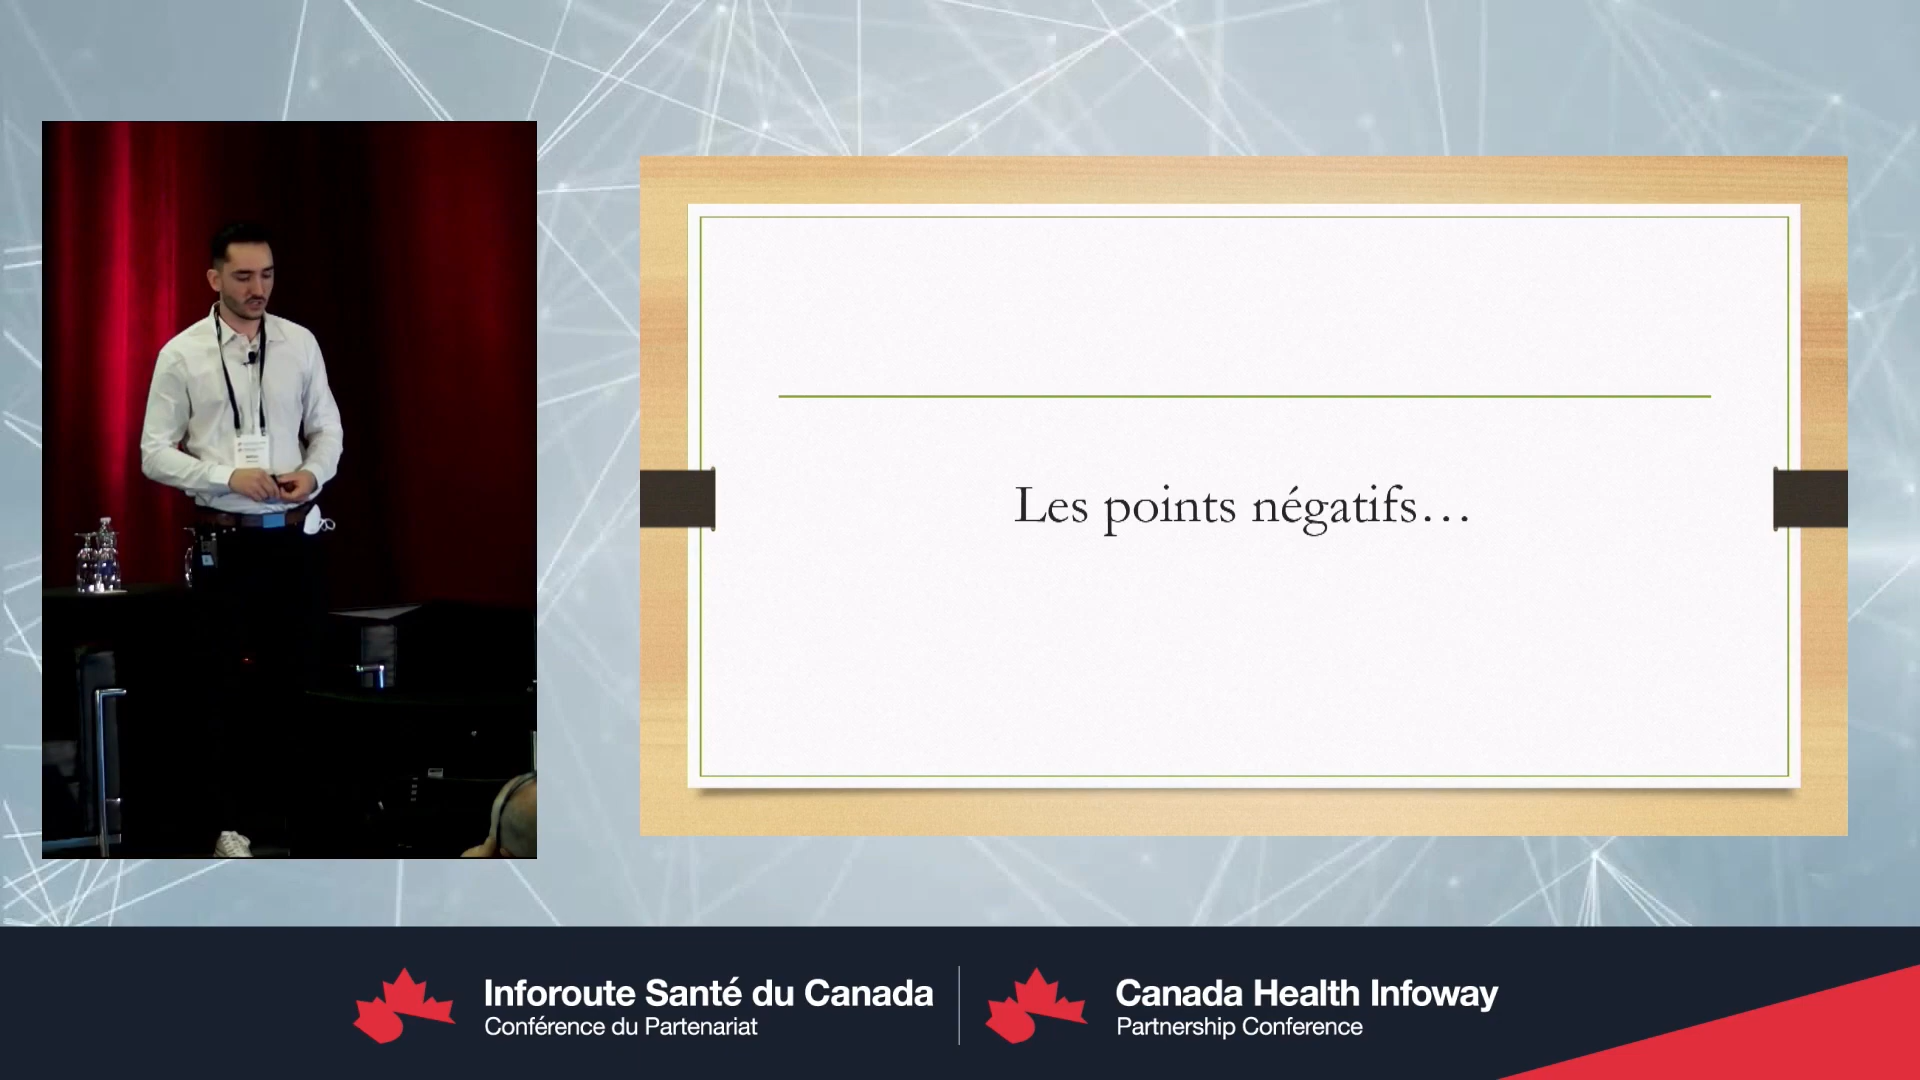 Les points négatifs…
Inforoute Santé du Canada
Conférence du Partenariat
Canada Health Infoway
Partnership Conference